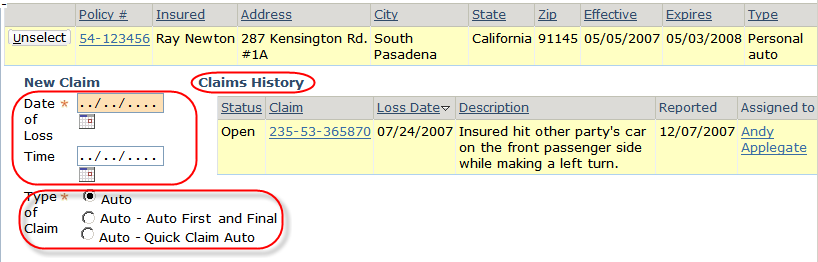 Policy # Insured Address City State Zip Effective Expires Type
Unselect 54-123456 Ray Newton 287 Kensington Rd. South California 91145 05/05/2007 05/03/2008 Personal
#1A Pasadena auto
New Claim Claims History
Date * ../../....
of
Loss
Time ../../....
Status Claim Loss Date Description Reported Assigned to
Open 235-53-365870 07/24/2007 Insured hit other party's car 12/07/2007 Andy
on the front passenger side Applegate
while making a left turn.
Type * Auto
of Auto - Auto First and Final
Claim Auto - Quick Claim Auto